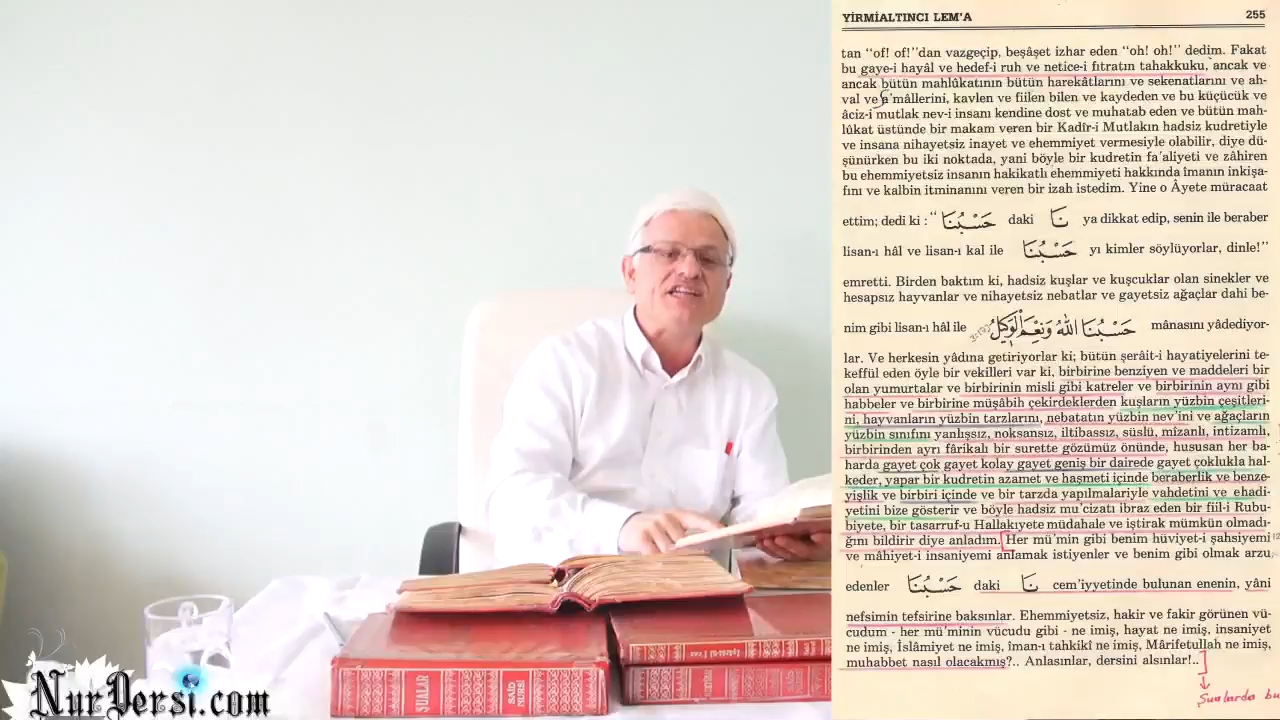 YİRMİALTINCI LEM'A 255
tan “of! of!”dan vazgeçip, beşâşet izhar eden “oh! oh!” dedim. Fakat
bu gaye-i hayâl ve hedef-i ruh ve netice-i fıtratın tahakkuku, ancak ve
ancak bütün mahlûkatının bütün harekâtlarını ve sekenatlarını ve ah-
val ve a'mâllerini, kavlen ve fiilen bilen ve kaydeden ve bu küçücük ve
âciz-i mutlak nev-i insanı kendine dost ve muhatab eden ve bütün mah-
lûkat üstünde bir makam veren bir Kadîr-i Mutlakın hadsiz kudretiyle
ve insana nihayetsiz inayet ve ehemmiyet vermesiyle olabilir, diye dü-
şünürken bu iki noktada, yani böyle bir kudretin fa'aliyeti ve zâhiren
bu ehemmiyetsiz insanın hakikatlı ehemmiyeti hakkında îmanın inkişa-
fını ve kalbin itminanını veren bir izah istedim. Yine o Âyete müracaat
ettim; dedi ki : “ حَسْبُنَا daki نَا ya dikkat edip, senin ile beraber
lisan-ı hâl ve lisan-ı kal ile حَسْبُنَا yı kimler söylüyorlar, dinle!”
emretti. Birden baktım ki, hadsiz kuşlar ve kuşcuklar olan sinekler ve
hesapsız hayvanlar ve nihayetsiz nebatlar ve gayetsiz ağaçlar dahi be-
nim gibi lisan-ı hâl ile حَسْبُنَا اللّٰهُ وَنِعْمَ الْوَكِيلُ mânasını yâdediyor-
lar. Ve herkesin yâdına getiriyorlar ki; bütün şerâit-i hayatiyelerini te-
keffül eden öyle bir vekilleri var ki, birbirine benziyen ve maddeleri bir
olan yumurtalar ve birbirinin misli gibi katreler ve birbirinin aynı gibi
habbeler ve birbirine müşâbih çekirdeklerden kuşların yüzbin çeşitleri-
ni, hayvanların yüzbin tarzlarını, nebatatın yüzbin nev'ini ve ağaçların
yüzbin sınıfını yanlışsız, noksansız, iltibassız, süslü, mîzanlı, intizamlı,
birbirinden ayrı fârikalı bir surette gözümüz önünde, hususan her ba-
harda gayet çok gayet kolay gayet geniş bir dairede gayet çoklukla hal-
keder, yapar bir kudretin azamet ve haşmeti içinde beraberlik ve benze-
yişlik ve birbiri içinde ve bir tarzda yapılmalariyle vahdetini ve ehadi-
yetini bize gösterir ve böyle hadsiz mu'cizatı ibraz eden bir fiil-i Rubu-
biyete, bir tasarruf-u Hallakıyete müdahale ve iştirak mümkün olmadı-
ğını bildirir diye anladım. Her mü'min gibi benim hüviyet-i şahsiyemi
ve mâhiyet-i insaniyemi anlamak istiyenler ve benim gibi olmak arzu
edenler حَسْبُنَا daki نَا cem'iyyetinde bulunan enenin, yâni
nefsimin tefsirine baksınlar. Ehemmiyetsiz, hakir ve fakir görünen vü-
cudum - her mü'minin vücudu gibi - ne imiş, hayat ne imiş, insaniyet
ne imiş, İslâmiyet ne imiş, îman-ı tahkikî ne imiş, Mârifetullah ne imiş,
muhabbet nasıl olacakmış?.. Anlasınlar, dersini alsınlar!..
Şualarda bu
ŞUALAR
SAİD
NURSİ
NurDersi.com